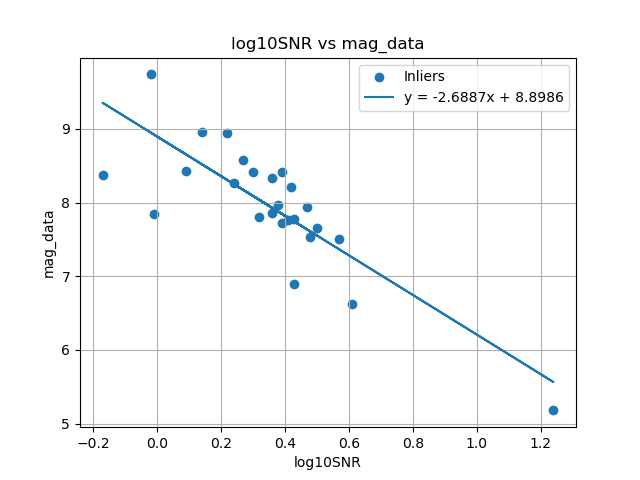 log10SNR vs mag_data
Inliers
y = -2.6887x + 8.8986
9
8
7
6
5
mag_data
−0.2 0.0 0.2 0.4 0.6 0.8 1.0 1.2
log10SNR